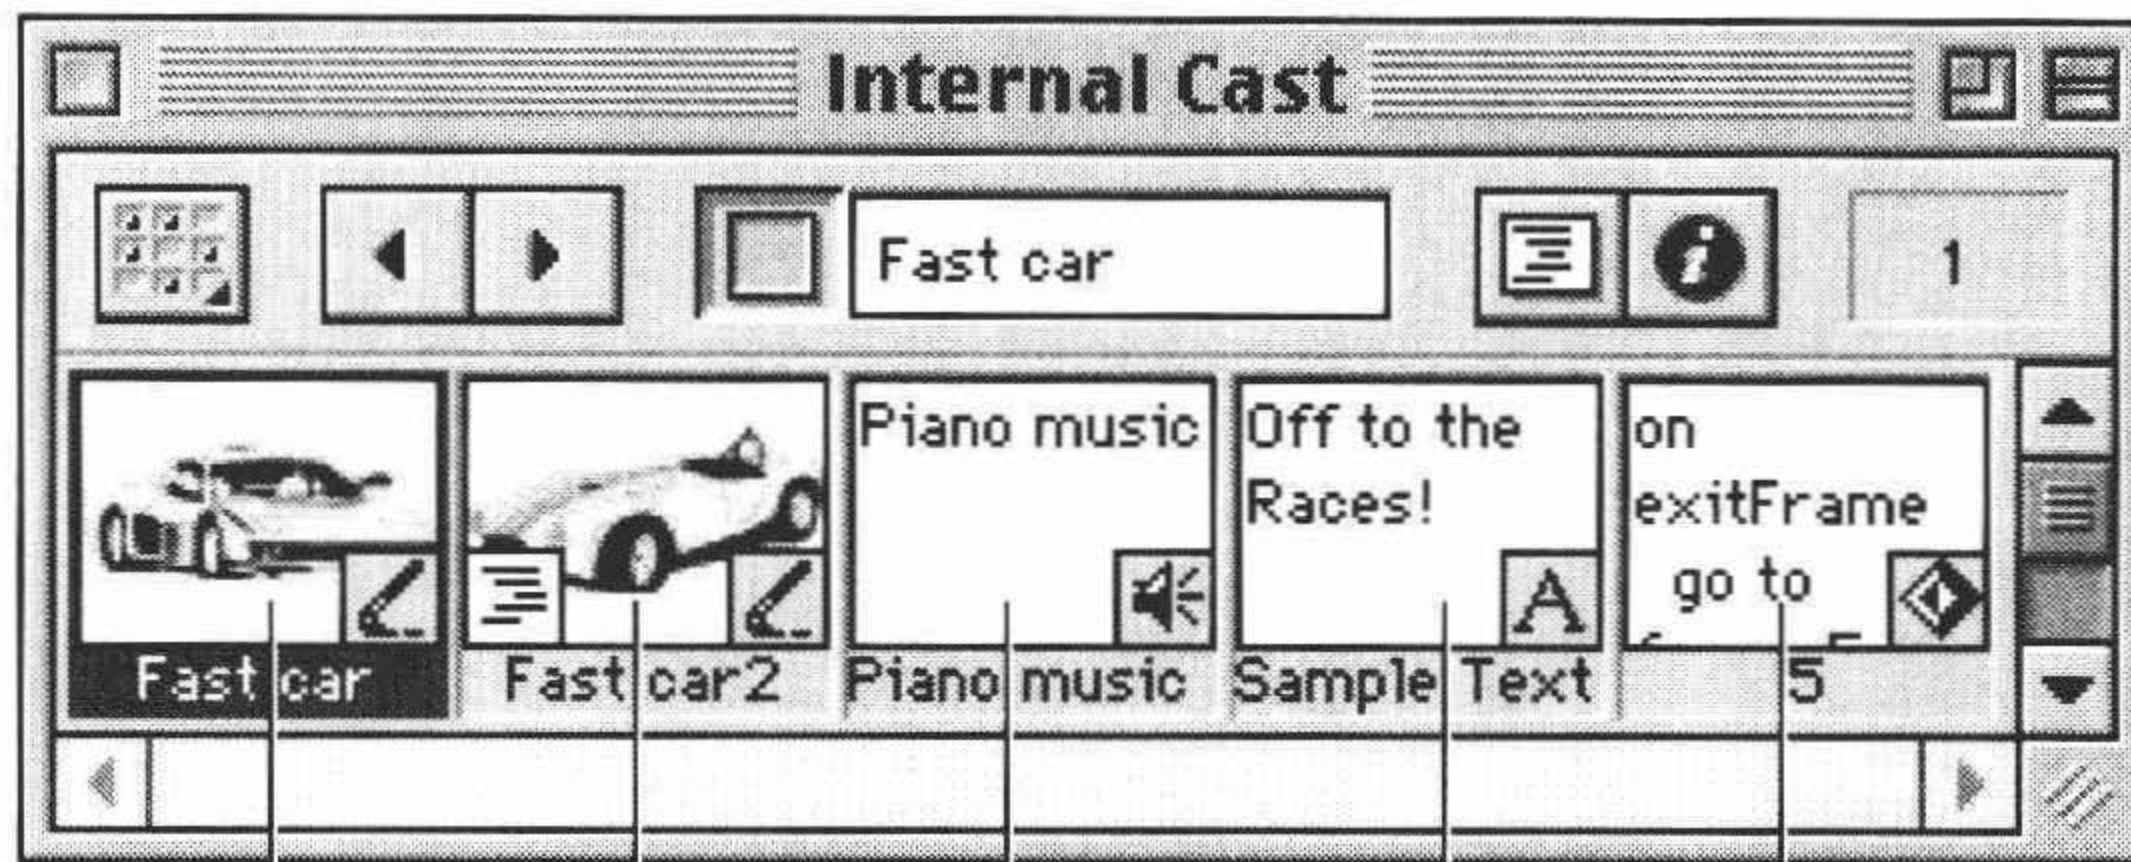 Internal Cast
Fast car
1
Piano music
Off to the
Races!
on
exitFrame
go to
Fast car
Fast car2
Piano music
Sample Text
5